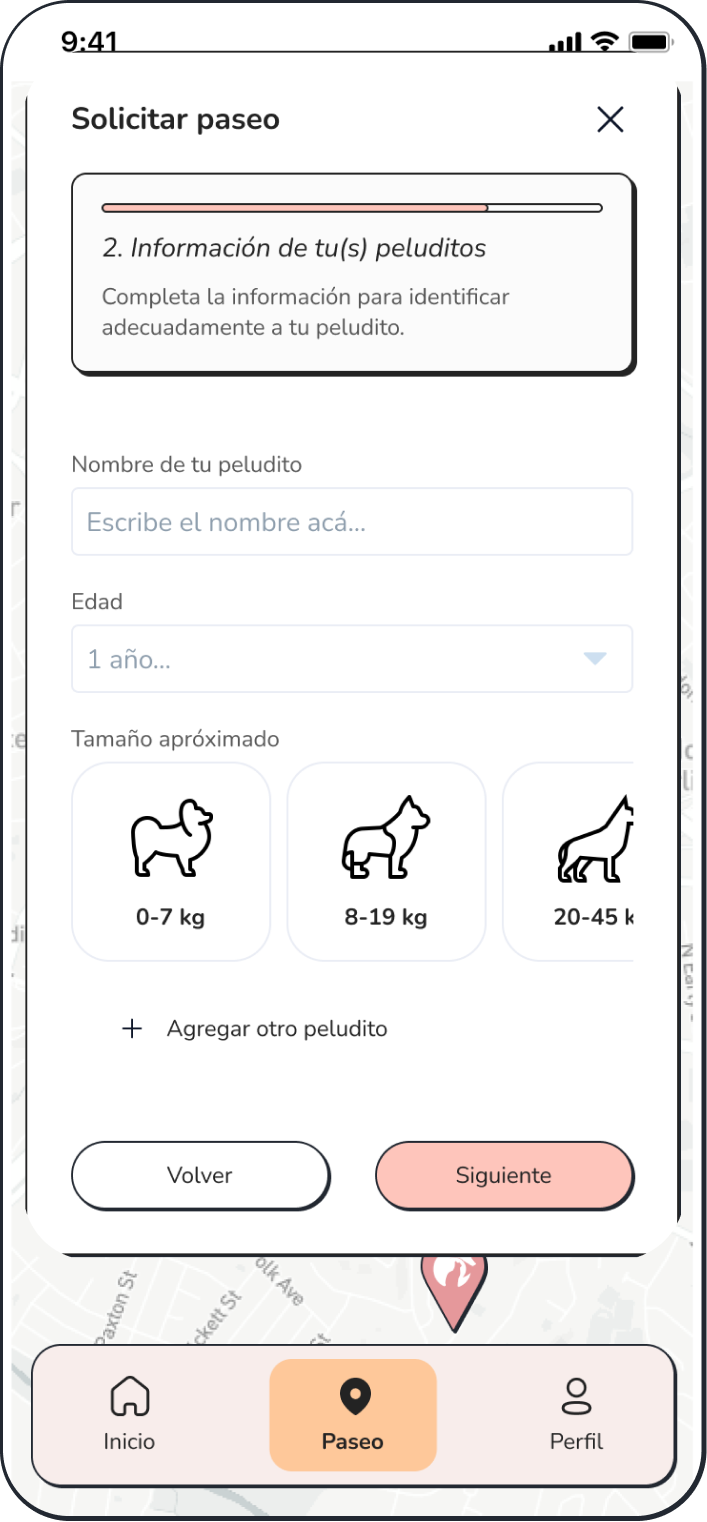 9:41
Solicitar paseo
2. Información de tu(s) peluditos
Completa la información para identificar
adecuadamente a tu peludito.
Nombre de tu peludito
Escribe el nombre acá...
Edad
1 año...
Tamaño apróximado
0-7 kg
8-19 kg
20-45 k
Agregar otro peludito
Volver
Siguiente
olk Ave
Paxton St
ckett St
St
Inicio
Paseo
Perfil